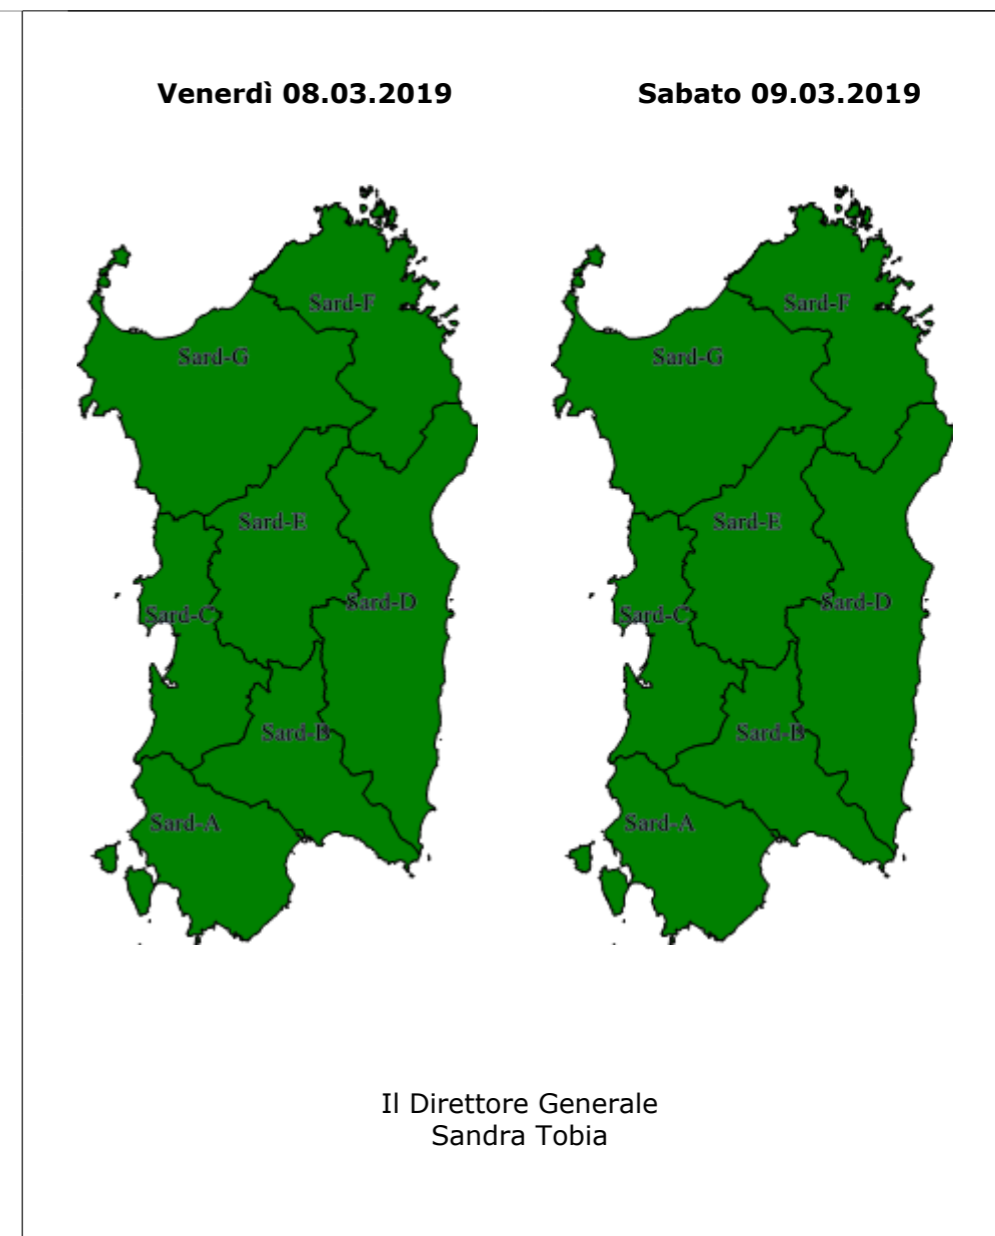 Venerdì 08.03.2019
Sabato 09.03.2019
Sard-F
Sard-G
Sard-E
Sard-D
Sard-C
Sard-B
Sard-A
Sard-F
Sard-G
Sard-E
Sard-D
Sard-C
Sard-B
Sard-A
Il Direttore Generale
Sandra Tobia